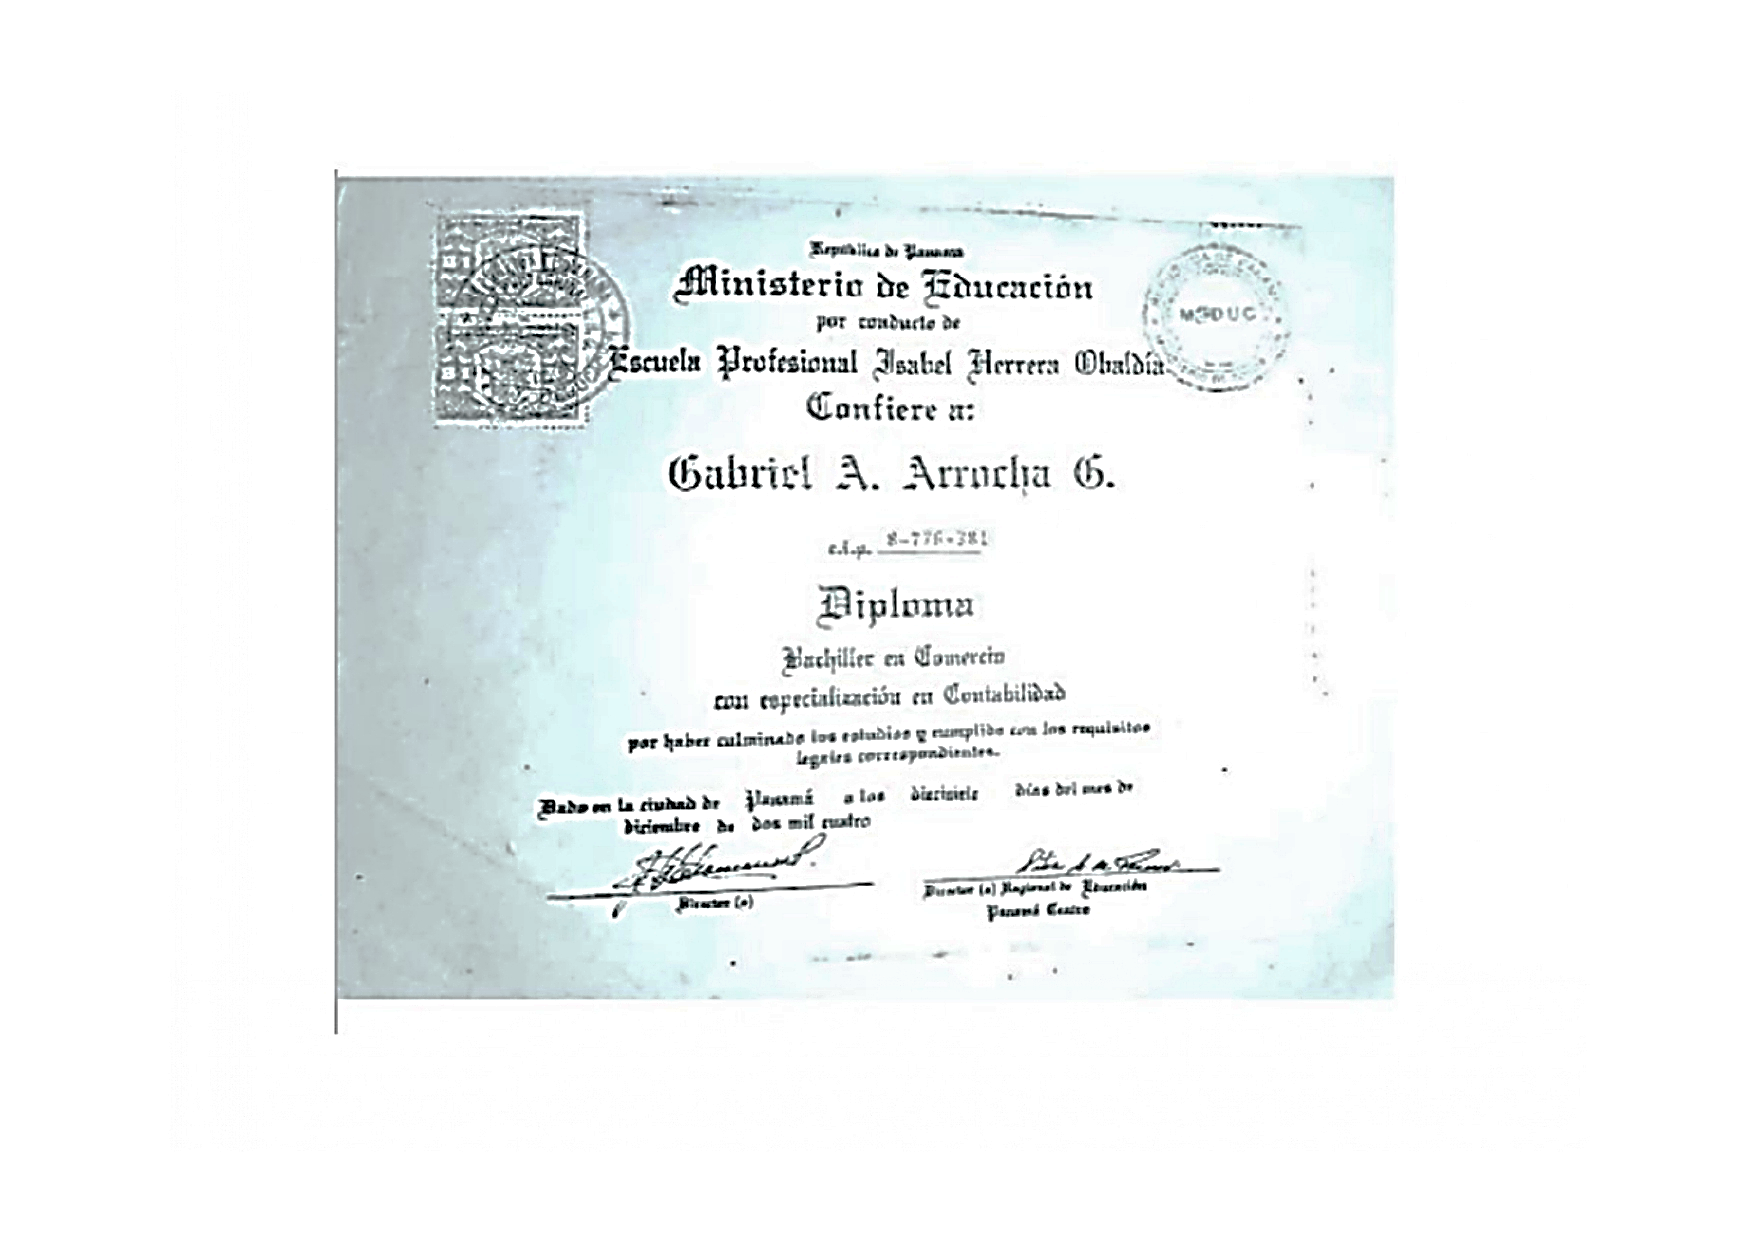 República de Panamá
Ministerio de Educación
por conducto de
Escuela Profesional Isabel Herrera Obaldía
Confiere a:
Gabriel A. Arrocha G.
c.i.p. 8-776-381
Diploma
Bachiller en Comercio
con especialización en Contabilidad
por haber culminado los estudios y cumplido con los requisitos
legales correspondientes.
Dado en la ciudad de Panamá a los diecisiete días del mes de
diciembre de dos mil cuatro
Director (a)
Director (a) Regional de Educación
Panamá Centro